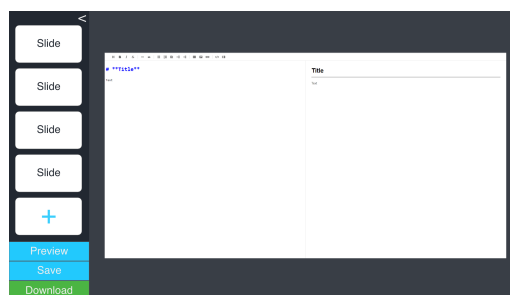 <
Slide
Slide
Slide
Slide
+
Preview
Save
Download
# **Title**
Text
Title
Text